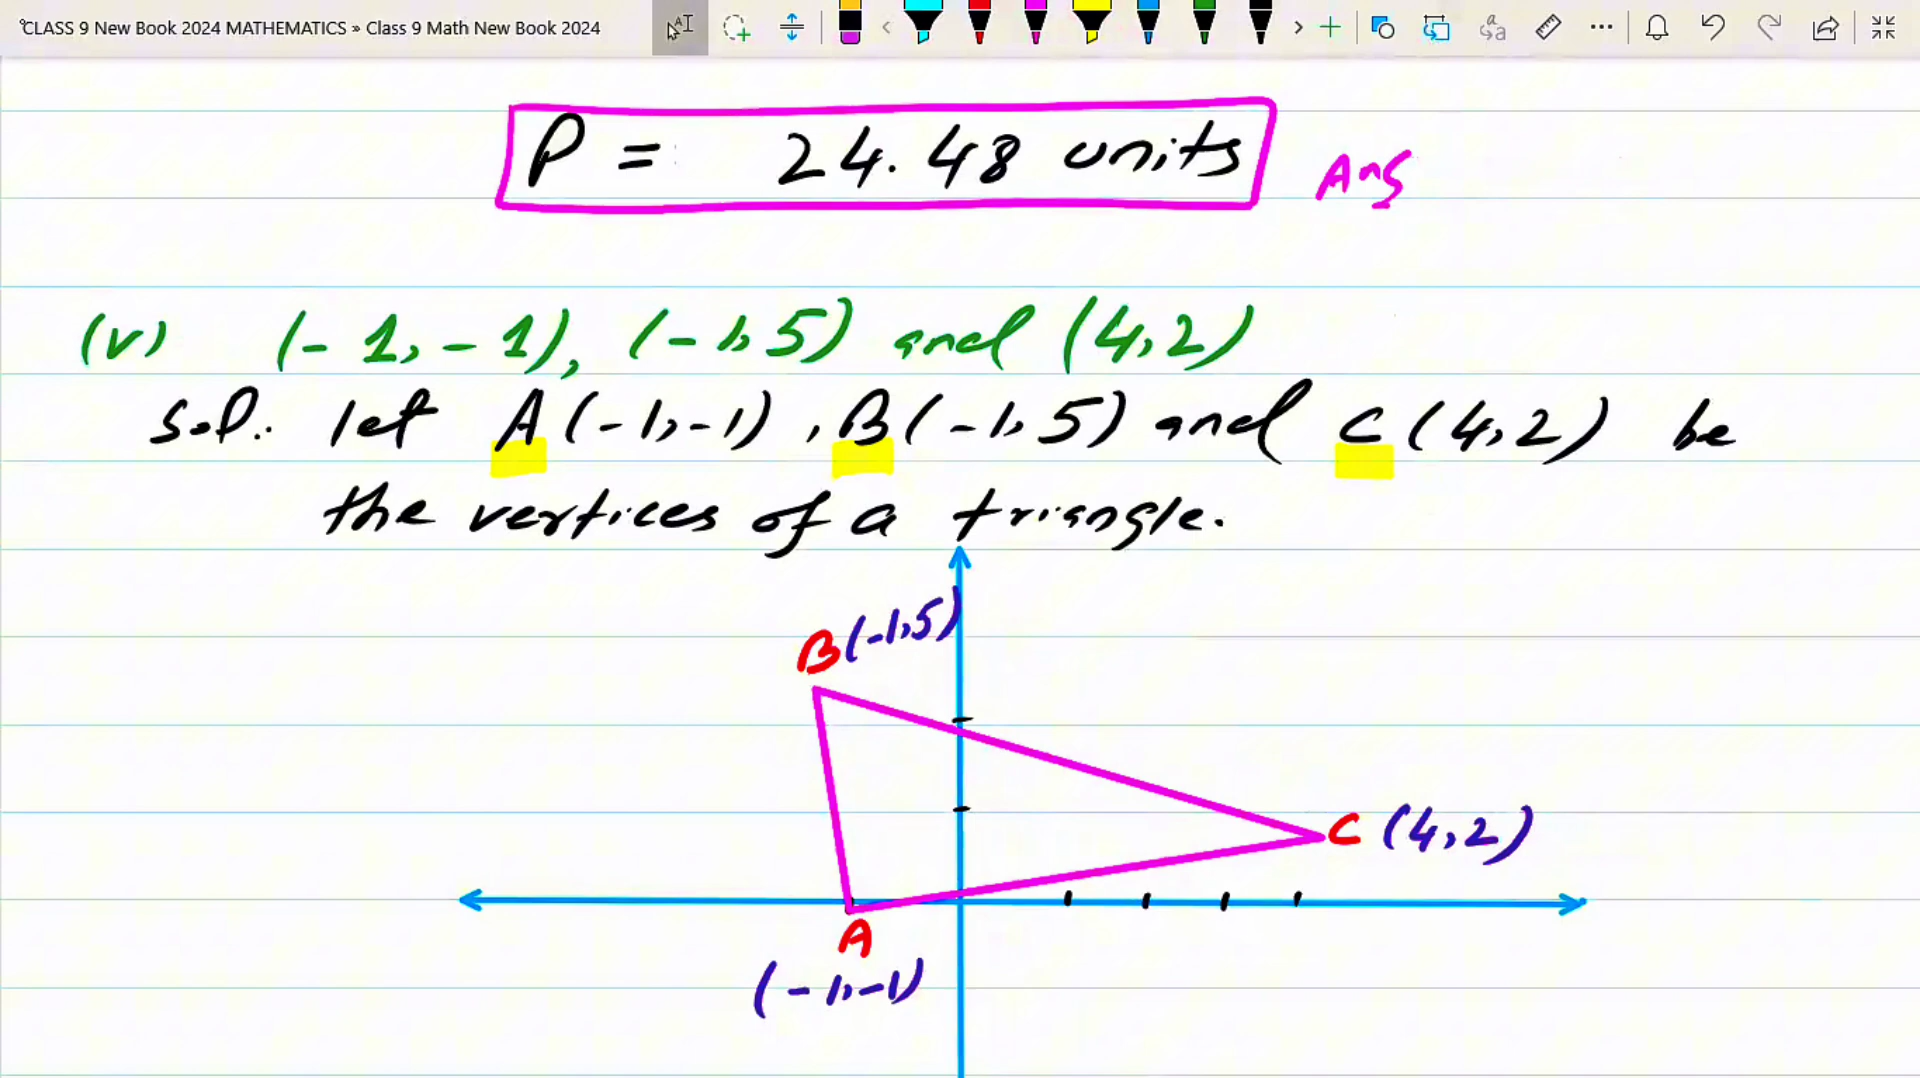 CLASS 9 New Book 2024 MATHEMATICS » Class 9 Math New Book 2024
P = 24.48 units Ans
(v) (-1,-1), (-1,5) and (4,2)
Sol: let A(-1,-1), B(-1,5) and C(4,2) be
the vertices of a triangle.
B(-1,5)
C (4,2)
A
(-1,-1)